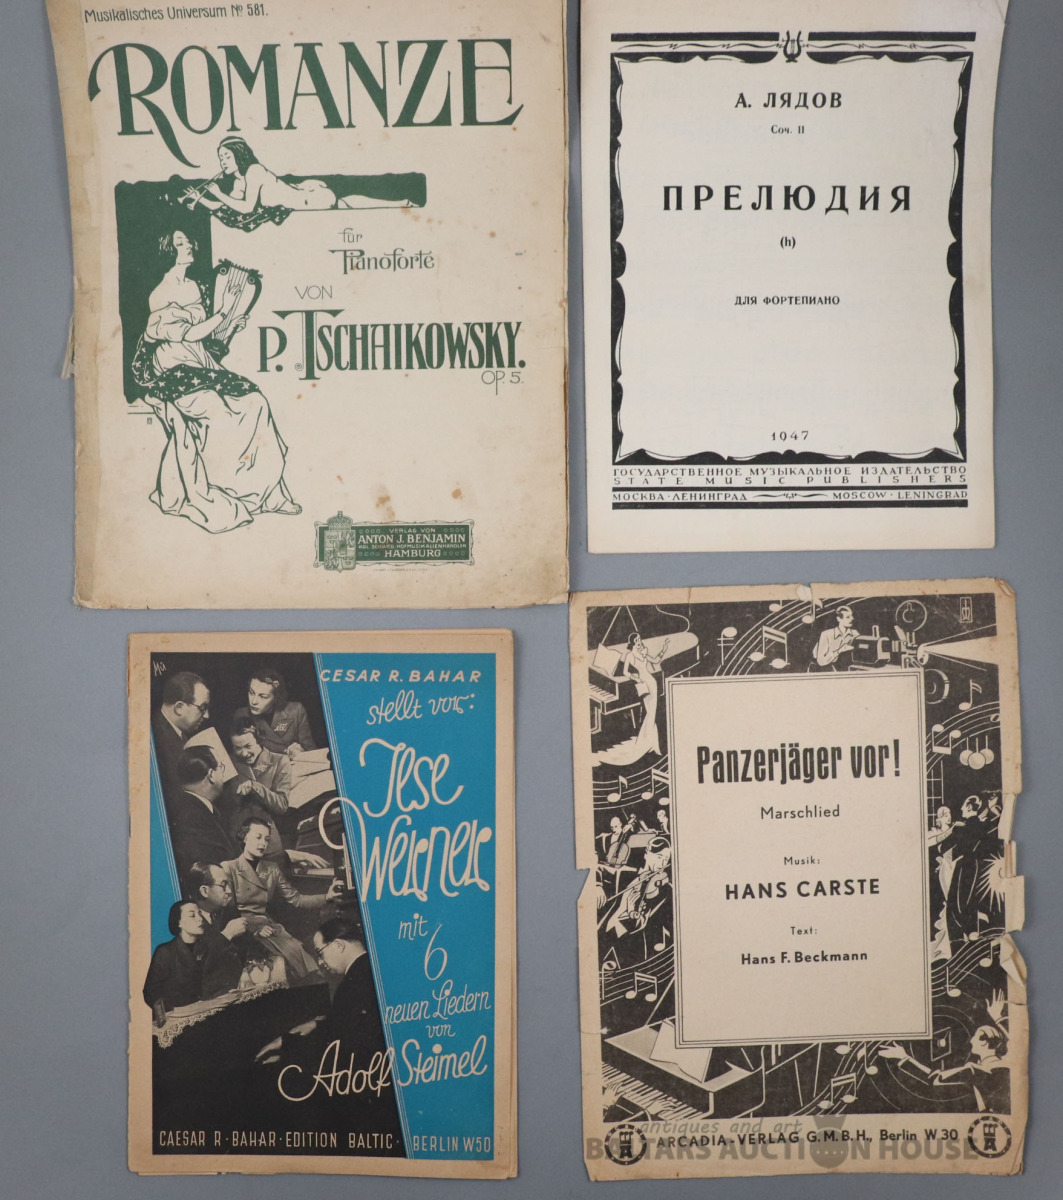 Musikalisches Universum No 581.
ROMANZE
für
Pianoforte
VON
P. TSCHAIKOWSKY.
OP. 5.
VERLAG VON
ANTON J. BENJAMIN
HAMBURG
А. ЛЯДОВ
Соч. 11
ПРЕЛЮДИЯ
(h)
ДЛЯ ФОРТЕПИАНО
1947
ГОСУДАРСТВЕННОЕ МУЗЫКАЛЬНОЕ ИЗДАТЕЛЬСТВО
STATE MUSIC PUBLISHERS
МОСКВА · ЛЕНИНГРАД MOSCOW · LENINGRAD
CESAR R. BAHAR
stellt vor:
Ilse
Werner
mit
6
neuen Liedern
von
Adolf Steimel
CAESAR R · BAHAR · EDITION BALTIC · BERLIN W50
Panzerjäger vor!
Marschlied
Musik:
HANS CARSTE
Text:
Hans F. Beckmann
ARCADIA-VERLAG G.M.B.H., Berlin W 30
antiques and art
BALTARS AUCTION HOUSE